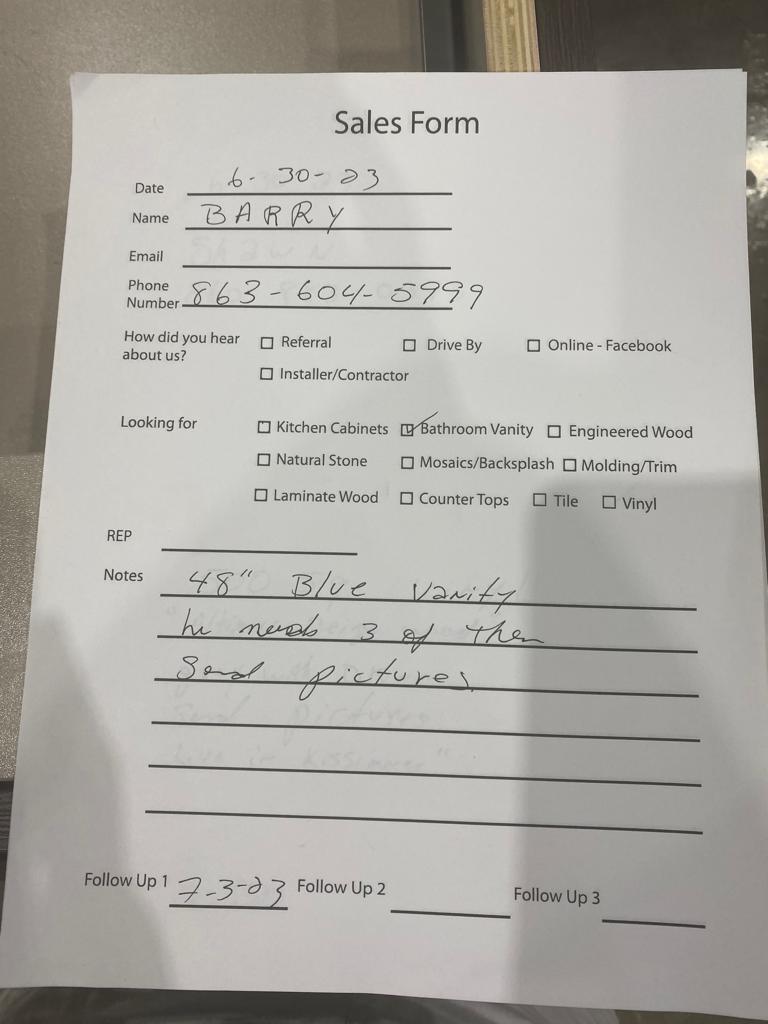 Sales Form
Date 6-30-23
Name BARRY
Email
Phone Number 863-604-5999
How did you hear about us? ☐ Referral ☐ Drive By ☐ Online - Facebook
☐ Installer/Contractor
Looking for ☐ Kitchen Cabinets ☑ Bathroom Vanity ☐ Engineered Wood
☐ Natural Stone ☐ Mosaics/Backsplash ☐ Molding/Trim
☐ Laminate Wood ☐ Counter Tops ☐ Tile ☐ Vinyl
REP
Notes 48" Blue Vanity
he needs 3 of them
Send pictures
Follow Up 1 7-3-23 Follow Up 2 Follow Up 3